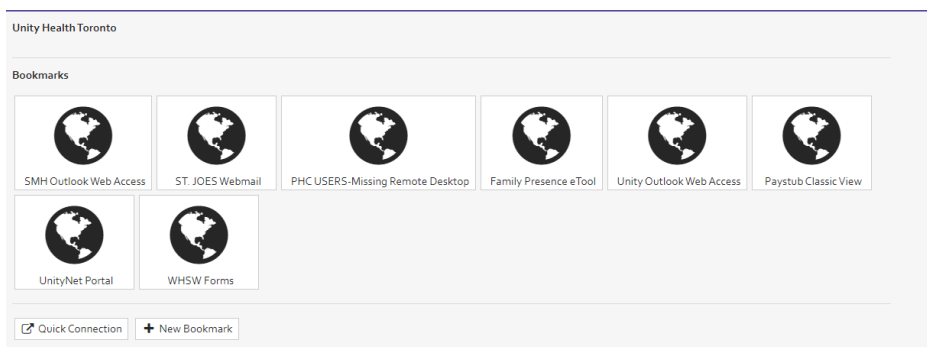 Unity Health Toronto
Bookmarks
SMH Outlook Web Access
ST. JOES Webmail
PHC USERS-Missing Remote Desktop
Family Presence eTool
Unity Outlook Web Access
Paystub Classic View
UnityNet Portal
WHSW Forms
Quick Connection
New Bookmark